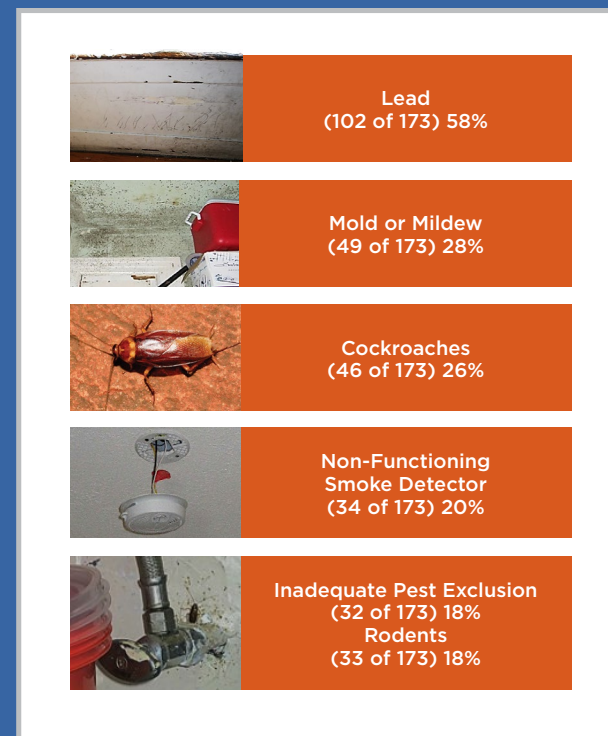 Lead
(102 of 173) 58%
Mold or Mildew
(49 of 173) 28%
Cockroaches
(46 of 173) 26%
Non-Functioning
Smoke Detector
(34 of 173) 20%
Inadequate Pest Exclusion
(32 of 173) 18%
Rodents
(33 of 173) 18%